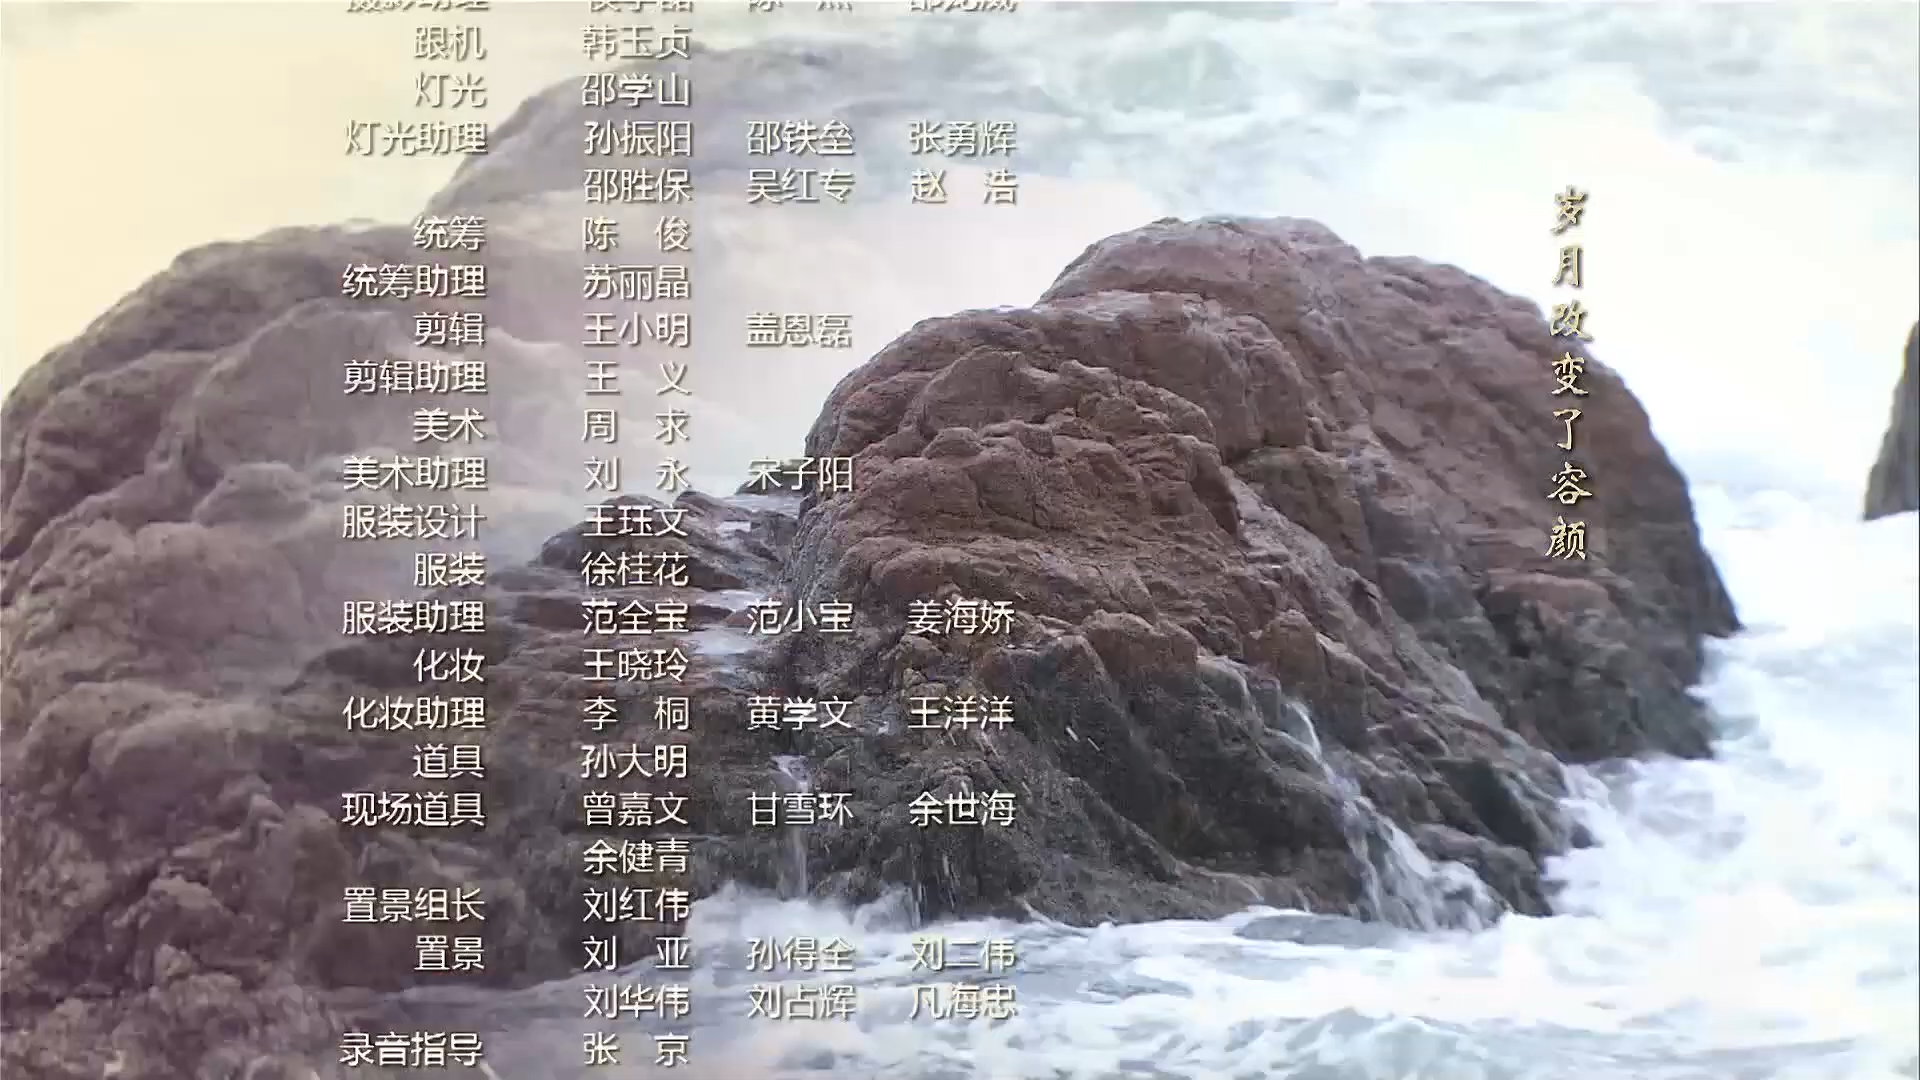 跟机 韩玉贞
灯光 邵学山
灯光助理 孙振阳 邵铁垒 张勇辉
邵胜保 吴红专 赵 浩
统筹 陈 俊
统筹助理 苏丽晶
剪辑 王小明 盖恩磊
剪辑助理 王 义
美术 周 求
美术助理 刘 永 宋子阳
服装设计 王珏文
服装 徐桂花
服装助理 范全宝 范小宝 姜海娇
化妆 王晓玲
化妆助理 李 桐 黄学文 王洋洋
道具 孙大明
现场道具 曾嘉文 甘雪环 余世海
余健青
置景组长 刘红伟
置景 刘 亚 孙得全 刘二伟
刘华伟 刘占辉 凡海忠
录音指导 张 京
岁月改变了容颜